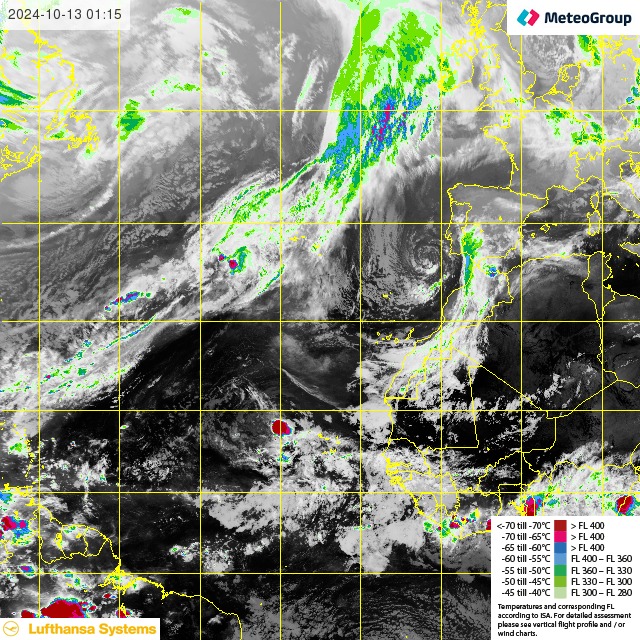 2024-10-13 01:15
MeteoGroup
<-70 till -70°C > FL 400
-70 till -65°C > FL 400
-65 till -60°C > FL 400
-60 till -55°C FL 400 – FL 360
-55 till -50°C FL 360 – FL 330
-50 till -45°C FL 330 – FL 300
-45 till -40°C FL 300 – FL 280
Temperatures and corresponding FL
according to ISA. For detailed assessment
please see vertical flight profile and / or
wind charts.
Lufthansa Systems